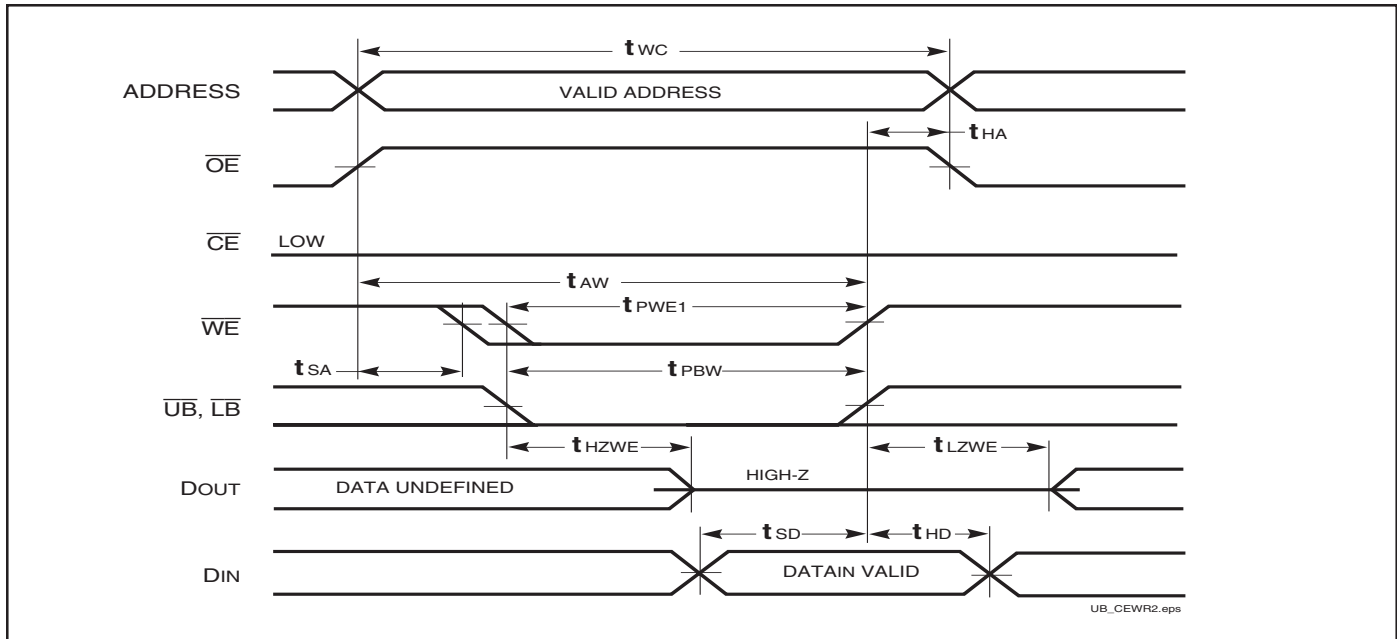 tWC
ADDRESS
VALID ADDRESS
tHA
OE
CE
LOW
tAW
WE
tPWE1
tSA
tPBW
UB, LB
tHZWE
tLZWE
DOUT
DATA UNDEFINED
HIGH-Z
tSD
tHD
DIN
DATAIN VALID
UB_CEWR2.eps